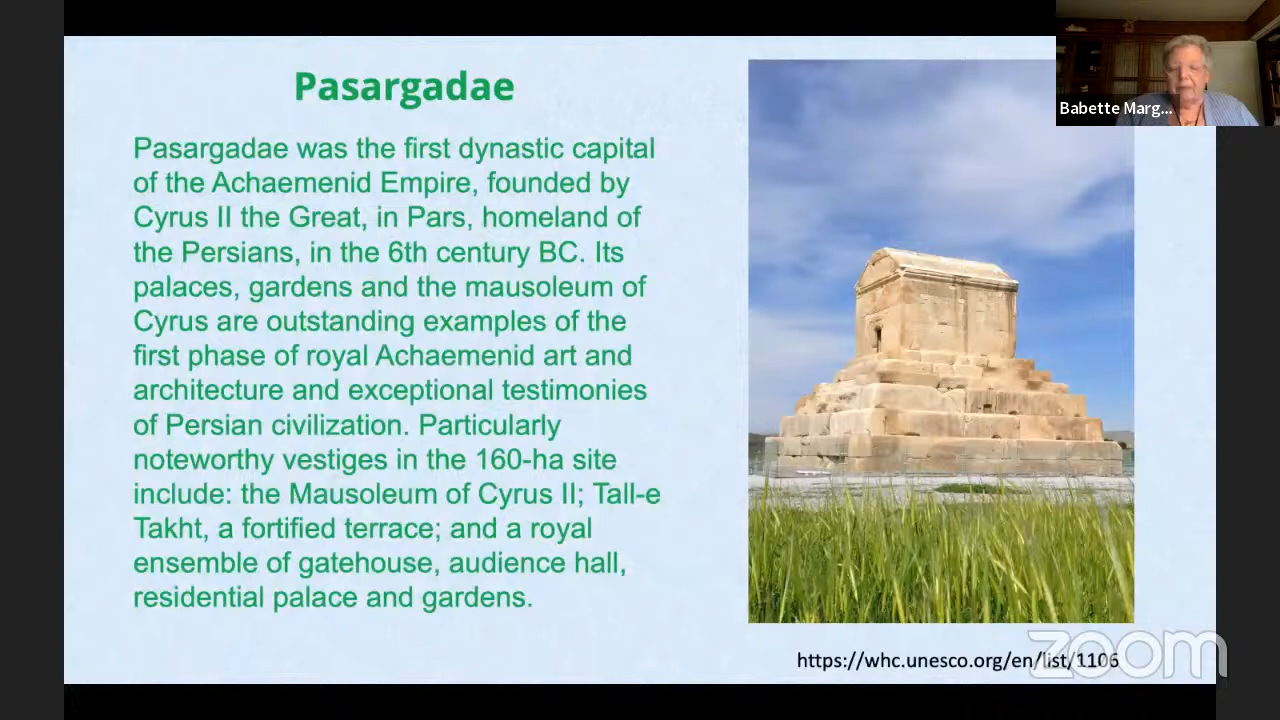 Pasargadae
Pasargadae was the first dynastic capital
of the Achaemenid Empire, founded by
Cyrus II the Great, in Pars, homeland of
the Persians, in the 6th century BC. Its
palaces, gardens and the mausoleum of
Cyrus are outstanding examples of the
first phase of royal Achaemenid art and
architecture and exceptional testimonies
of Persian civilization. Particularly
noteworthy vestiges in the 160-ha site
include: the Mausoleum of Cyrus II; Tall-e
Takht, a fortified terrace; and a royal
ensemble of gatehouse, audience hall,
residential palace and gardens.
Babette Marg...
https://whc.unesco.org/en/list/1106
zoom